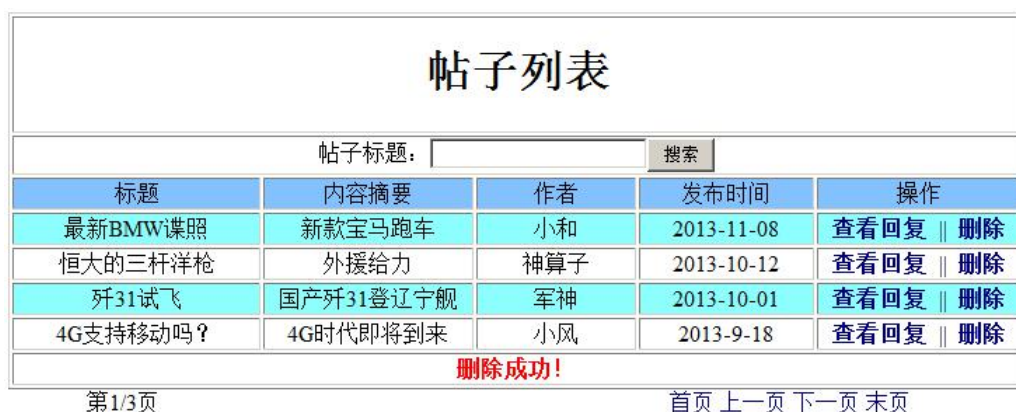 帖子列表
帖子标题： 搜索
标题 内容摘要 作者 发布时间 操作
最新BMW谍照 新款宝马跑车 小和 2013-11-08 查看回复 || 删除
恒大的三杆洋枪 外援给力 神算子 2013-10-12 查看回复 || 删除
歼31试飞 国产歼31登辽宁舰 军神 2013-10-01 查看回复 || 删除
4G支持移动吗？ 4G时代即将到来 小风 2013-9-18 查看回复 || 删除
删除成功！
第1/3页 首页 上一页 下一页 末页